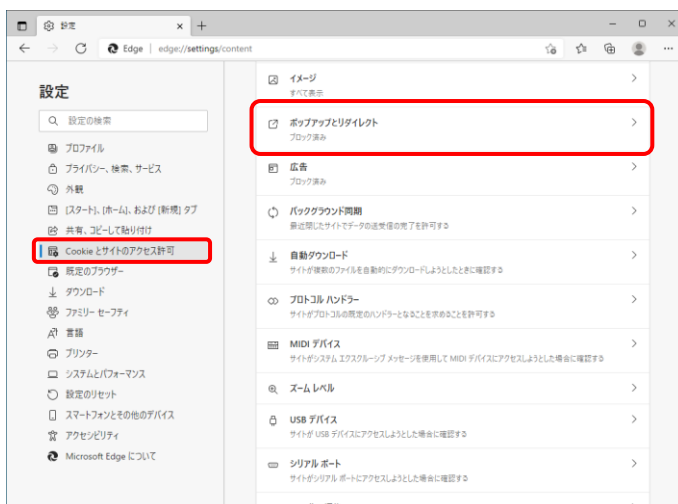 設定
Edge | edge://settings/content
設定
設定の検索
プロファイル
プライバシー、検索、サービス
外観
[スタート]、[ホーム]、および [新規] タブ
共有、コピーして貼り付け
Cookie とサイトのアクセス許可
既定のブラウザー
ダウンロード
ファミリー セーフティ
言語
プリンター
システムとパフォーマンス
設定のリセット
スマートフォンとその他のデバイス
アクセシビリティ
Microsoft Edge について
イメージ
すべて表示
ポップアップとリダイレクト
ブロック済み
広告
ブロック済み
バックグラウンド同期
最近閉じたサイトでデータの送受信の完了を許可する
自動ダウンロード
サイトが複数のファイルを自動的にダウンロードしようとしたときに確認する
プロトコル ハンドラー
サイトがプロトコルの既定のハンドラーとなることを求めることを許可する
MIDI デバイス
サイトがシステム エクスクルーシブ メッセージを使用して MIDI デバイスにアクセスしようとした場合に確認する
ズーム レベル
USB デバイス
サイトが USB デバイスにアクセスしようとした場合に確認する
シリアル ポート
サイトがシリアル ポートにアクセスしようとした場合に確認する